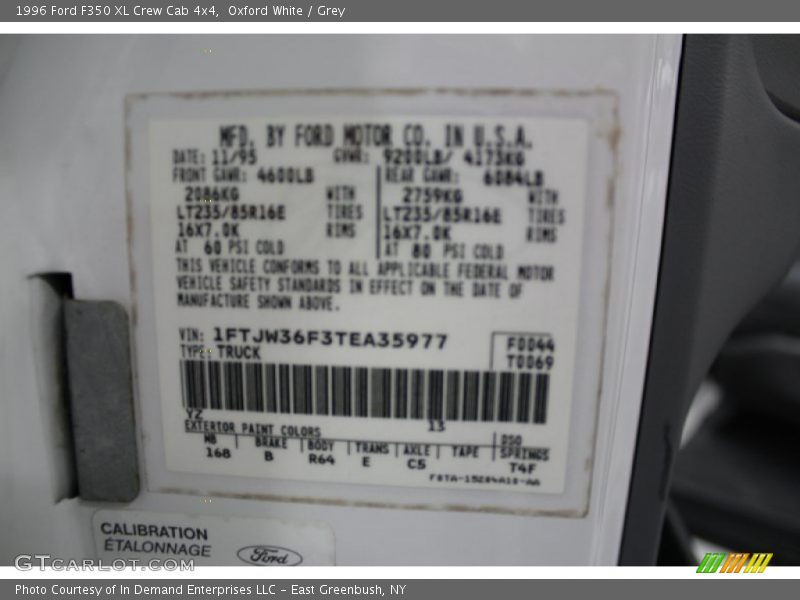 1996 Ford F350 XL Crew Cab 4x4, Oxford White / Grey
MFD. BY FORD MOTOR CO. IN U.S.A.
DATE: 11/95 GVWR: 9200LB/ 4173KG
FRONT GAWR: 4600LB REAR GAWR: 6084LB
2086KG WITH 2759KG WITH
LT235/85R16E TIRES LT235/85R16E TIRES
16X7.0K RIMS 16X7.0K RIMS
AT 60 PSI COLD AT 80 PSI COLD
THIS VEHICLE CONFORMS TO ALL APPLICABLE FEDERAL MOTOR
VEHICLE SAFETY STANDARDS IN EFFECT ON THE DATE OF
MANUFACTURE SHOWN ABOVE.
VIN: 1FTJW36F3TEA35977 F0044
TYPE: TRUCK T0069
YZ 13
EXTERIOR PAINT COLORS DSO
WB BRAKE BODY TRANS AXLE TAPE SPRINGS
168 B R64 E C5 T4F
CALIBRATION
ÉTALONNAGE Ford
GTcarlot.com
Photo Courtesy of In Demand Enterprises LLC – East Greenbush, NY